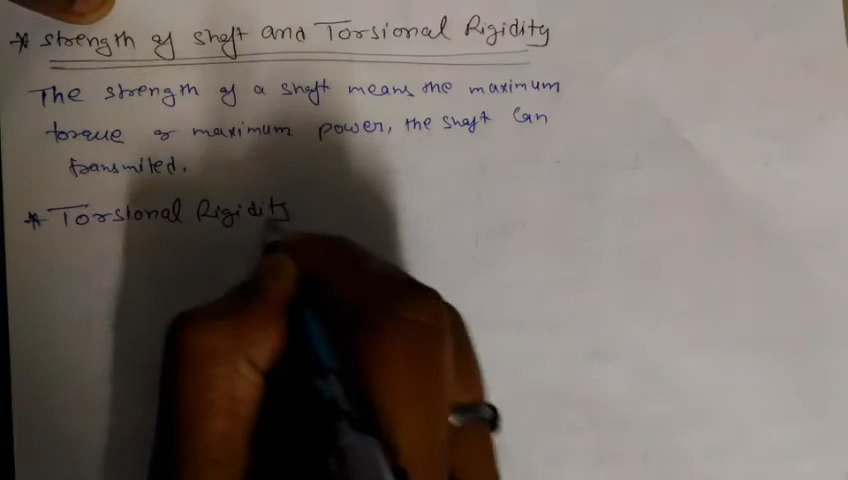 * Strength of shaft and Torsional Rigidity
The strength of a shaft means the maximum
torque or maximum power, the shaft can
transmited.
* Torsional Rigidity